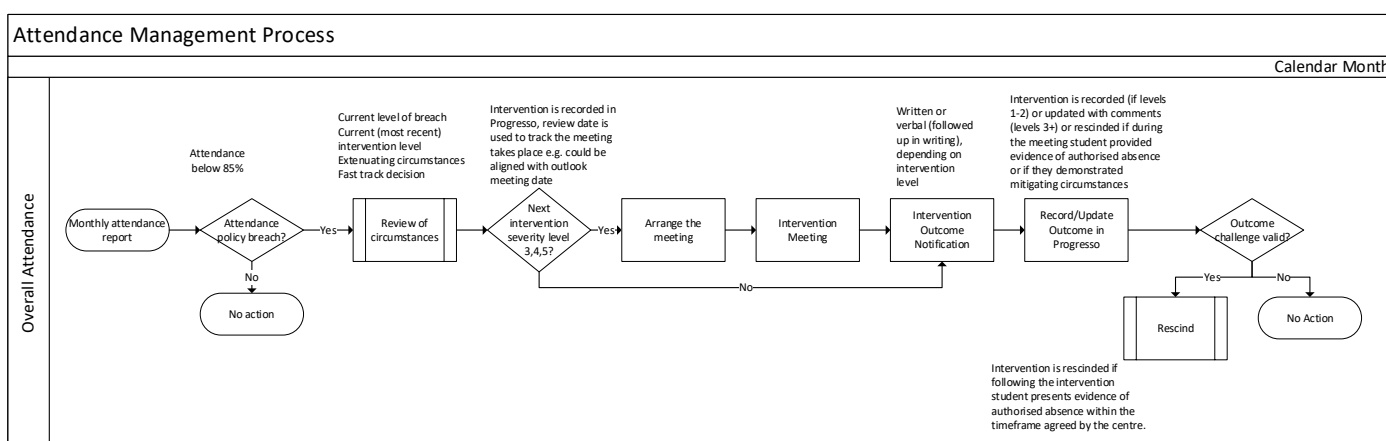 Attendance Management Process
Calendar Month
Overall Attendance
Monthly attendance
report
Attendance
below 85%
Attendance
policy breach?
Yes
No
No action
Current level of breach
Current (most recent)
intervention level
Extenuating circumstances
Fast track decision
Review of
circumstances
Intervention is recorded in
Progresso, review date is
used to track the meeting
takes place e.g. could be
aligned with outlook
meeting date
Next
intervention
severity level
3,4,5?
Yes
No
Arrange the
meeting
Intervention
Meeting
Written or
verbal (followed
up in writing),
depending on
intervention
level
Intervention
Outcome
Notification
Intervention is recorded (if levels
1-2) or updated with comments
(levels 3+) or rescinded if during
the meeting student provided
evidence of authorised absence
or if they demonstrated
mitigating circumstances
Record/Update
Outcome in
Progresso
Outcome
challenge valid?
Yes
No
Rescind
No Action
Intervention is rescinded if
following the intervention
student presents evidence of
authorised absence within the
timeframe agreed by the centre.